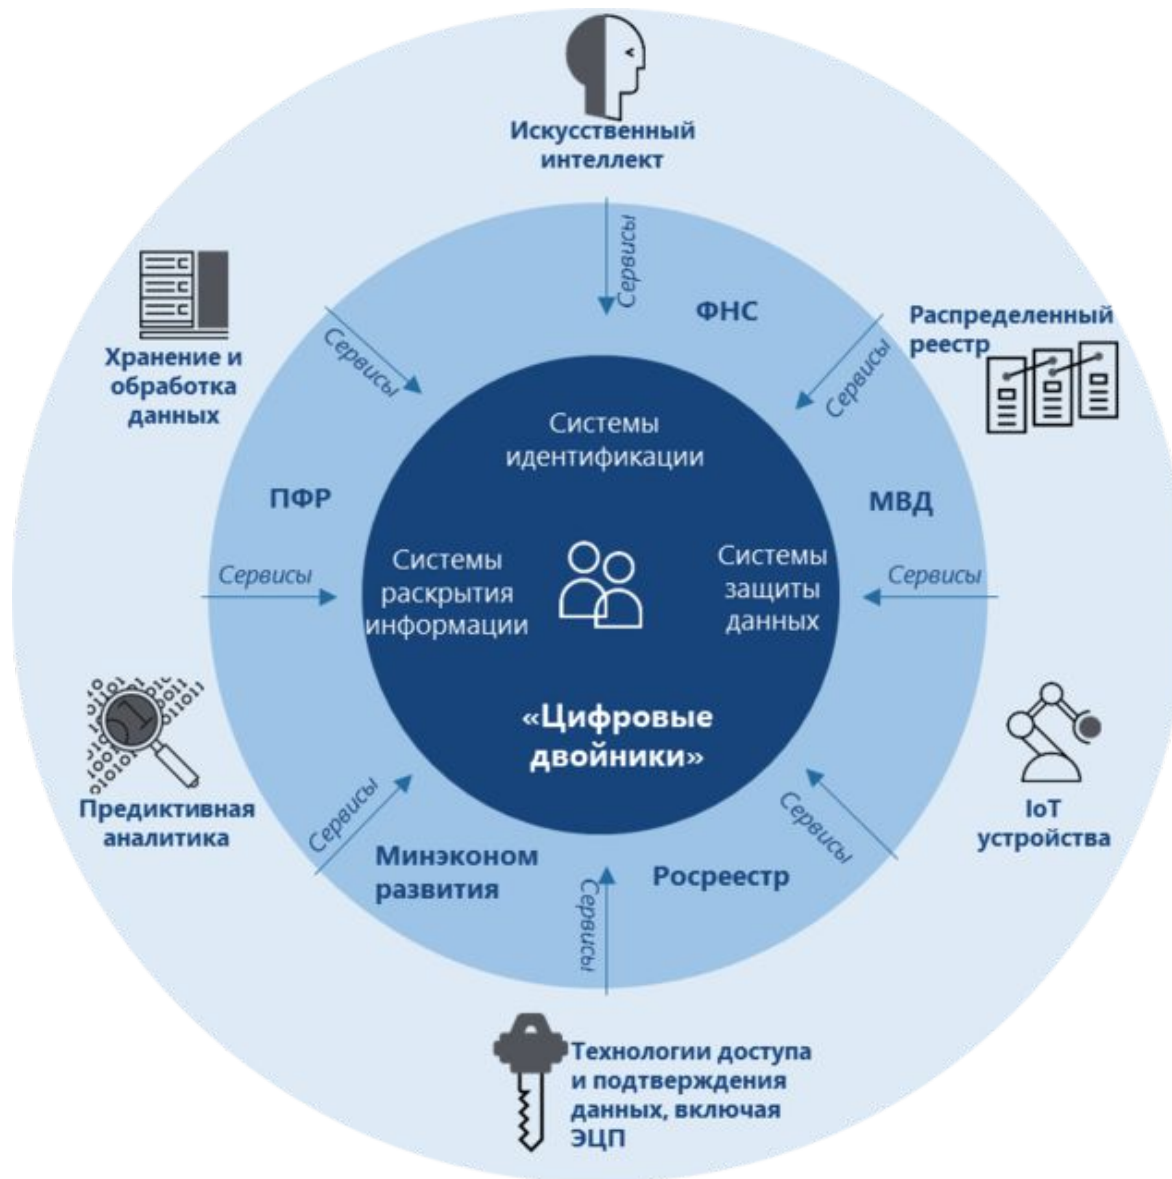 Искусственный
интеллект
Сервисы
ФНС
Хранение и
обработка
данных
Сервисы
Распределенный
реестр
Сервисы
Системы
идентификации
ПФР
МВД
Системы
раскрытия
информации
Системы
защиты
данных
Сервисы
Сервисы
«Цифровые
двойники»
Предиктивная
аналитика
Сервисы
IoT
устройства
Сервисы
Минэконом
развития
Росреестр
Сервисы
Технологии доступа
и подтверждения
данных, включая
ЭЦП